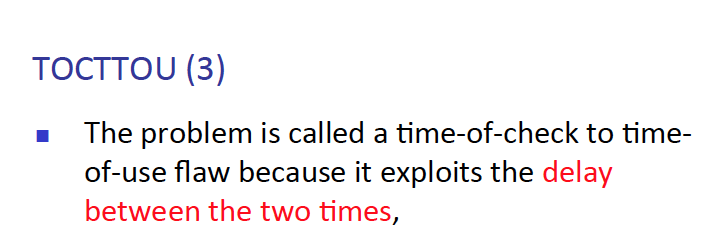 TOCTTOU (3)
The problem is called a time-of-check to time-
of-use flaw because it exploits the delay
between the two times,